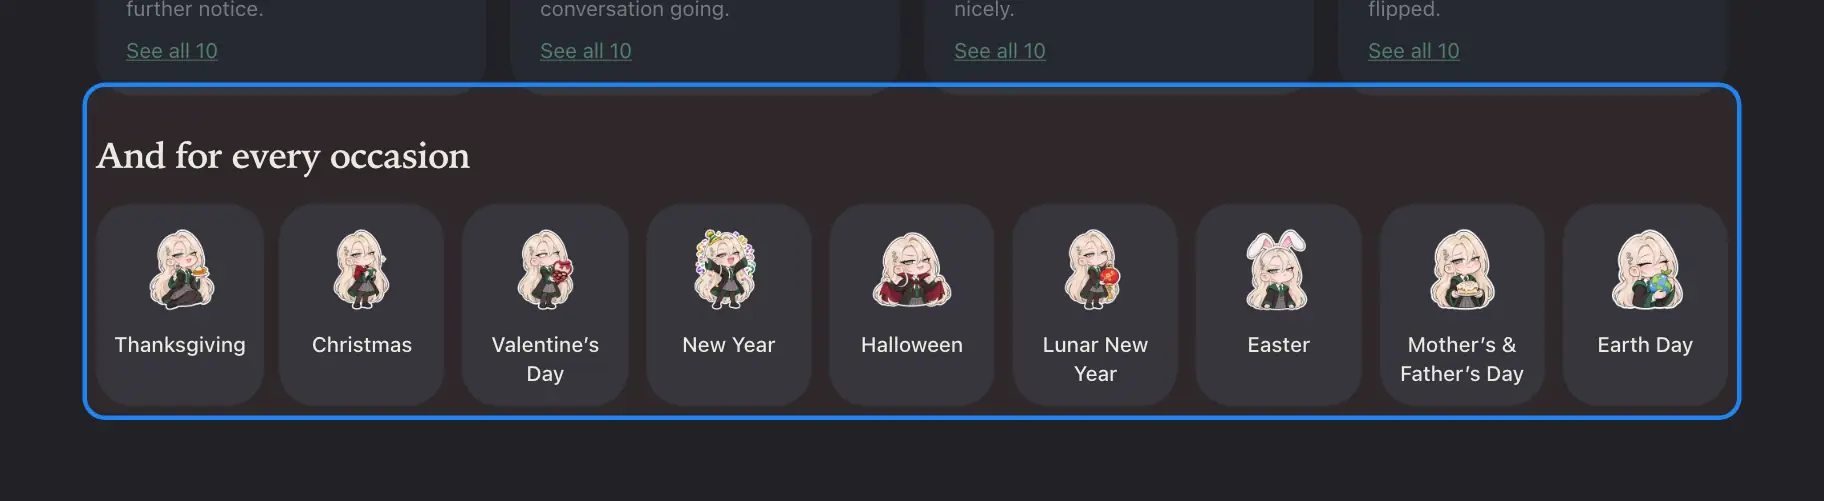 further notice.
conversation going.
nicely.
flipped.
See all 10
See all 10
See all 10
See all 10
And for every occasion
Thanksgiving
Christmas
Valentine’s
Day
New Year
Halloween
Lunar New
Year
Easter
Mother’s &
Father’s Day
Earth Day